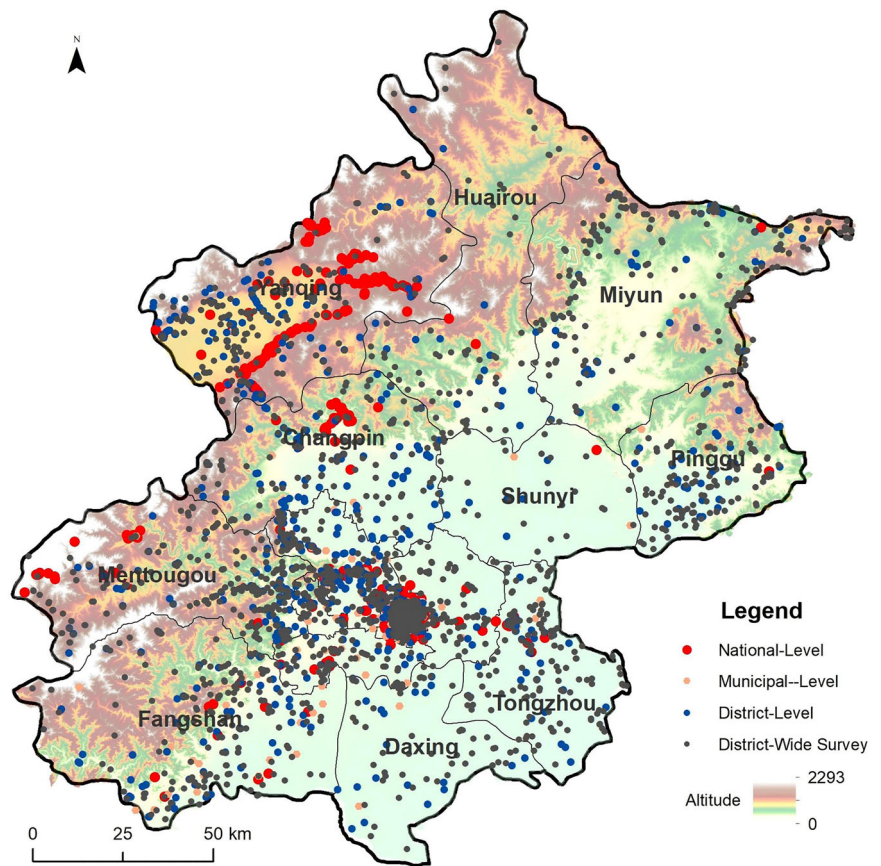 N
Huairou
Yanqing
Miyun
Changpin
Pinggu
Shunyi
Mentougou
Legend
National-Level
Municipal--Level
Tongzhou
Fangshan
District-Level
Daxing
District-Wide Survey
2293
Altitude
0
0 25 50 km